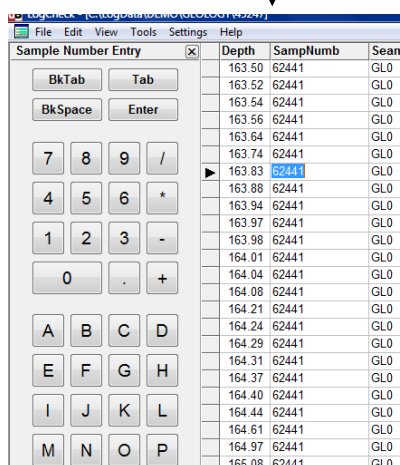 LogCheck - [C:\LogData\DEMO\GEOLOGY\45247]
File Edit View Tools Settings Help
Sample Number Entry x
BkTab Tab
BkSpace Enter
7 8 9 /
4 5 6 *
1 2 3 -
0 . +
A B C D
E F G H
I J K L
M N O P
Depth SampNumb Seam
163.50 62441 GL0
163.52 62441 GL0
163.54 62441 GL0
163.56 62441 GL0
163.64 62441 GL0
163.74 62441 GL0
163.83 62441 GL0
163.88 62441 GL0
163.94 62441 GL0
163.97 62441 GL0
163.98 62441 GL0
164.01 62441 GL0
164.04 62441 GL0
164.08 62441 GL0
164.21 62441 GL0
164.24 62441 GL0
164.29 62441 GL0
164.31 62441 GL0
164.37 62441 GL0
164.40 62441 GL0
164.44 62441 GL0
164.61 62441 GL0
164.97 62441 GL0
165.08 62441 GL0